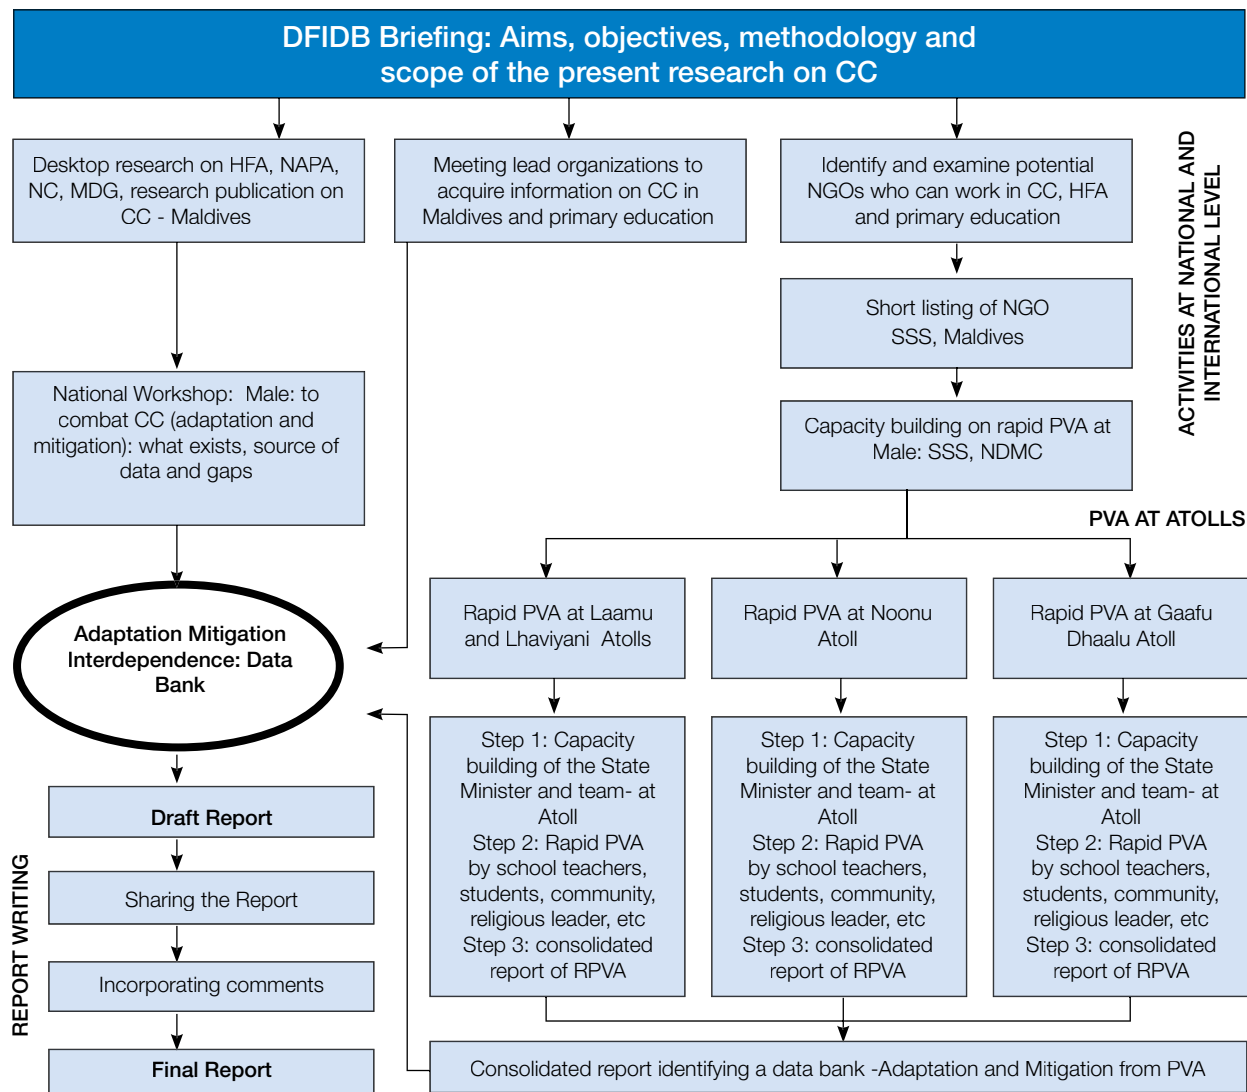 DFIDB Briefing: Aims, objectives, methodology and
scope of the present research on CC
Desktop research on HFA, NAPA,
NC, MDG, research publication on
CC - Maldives
Meeting lead organizations to
acquire information on CC in
Maldives and primary education
Identify and examine potential
NGOs who can work in CC, HFA
and primary education
ACTIVITIES AT NATIONAL AND
INTERNATIONAL LEVEL
Short listing of NGO
SSS, Maldives
National Workshop: Male: to
combat CC (adaptation and
mitigation): what exists, source of
data and gaps
Capacity building on rapid PVA at
Male: SSS, NDMC
PVA AT ATOLLS
Adaptation Mitigation
Interdependence: Data
Bank
Rapid PVA at Laamu
and Lhaviyani Atolls
Rapid PVA at Noonu
Atoll
Rapid PVA at Gaafu
Dhaalu Atoll
Step 1: Capacity
building of the State
Minister and team- at
Atoll
Step 2: Rapid PVA
by school teachers,
students, community,
religious leader, etc
Step 3: consolidated
report of RPVA
Step 1: Capacity
building of the State
Minister and team- at
Atoll
Step 2: Rapid PVA
by school teachers,
students, community,
religious leader, etc
Step 3: consolidated
report of RPVA
Step 1: Capacity
building of the State
Minister and team- at
Atoll
Step 2: Rapid PVA
by school teachers,
students, community,
religious leader, etc
Step 3: consolidated
report of RPVA
REPORT WRITING
Draft Report
Sharing the Report
Incorporating comments
Final Report
Consolidated report identifying a data bank -Adaptation and Mitigation from PVA